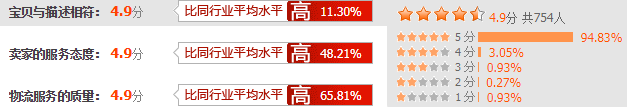 宝贝与描述相符: 4.9分 比同行业平均水平 高 11.30%
卖家的服务态度: 4.9分 比同行业平均水平 高 48.21%
物流服务的质量: 4.9分 比同行业平均水平 高 65.81%
4.9分 共754人
5 分 94.83%
4 分 3.05%
3 分 0.93%
2 分 0.27%
1 分 0.93%